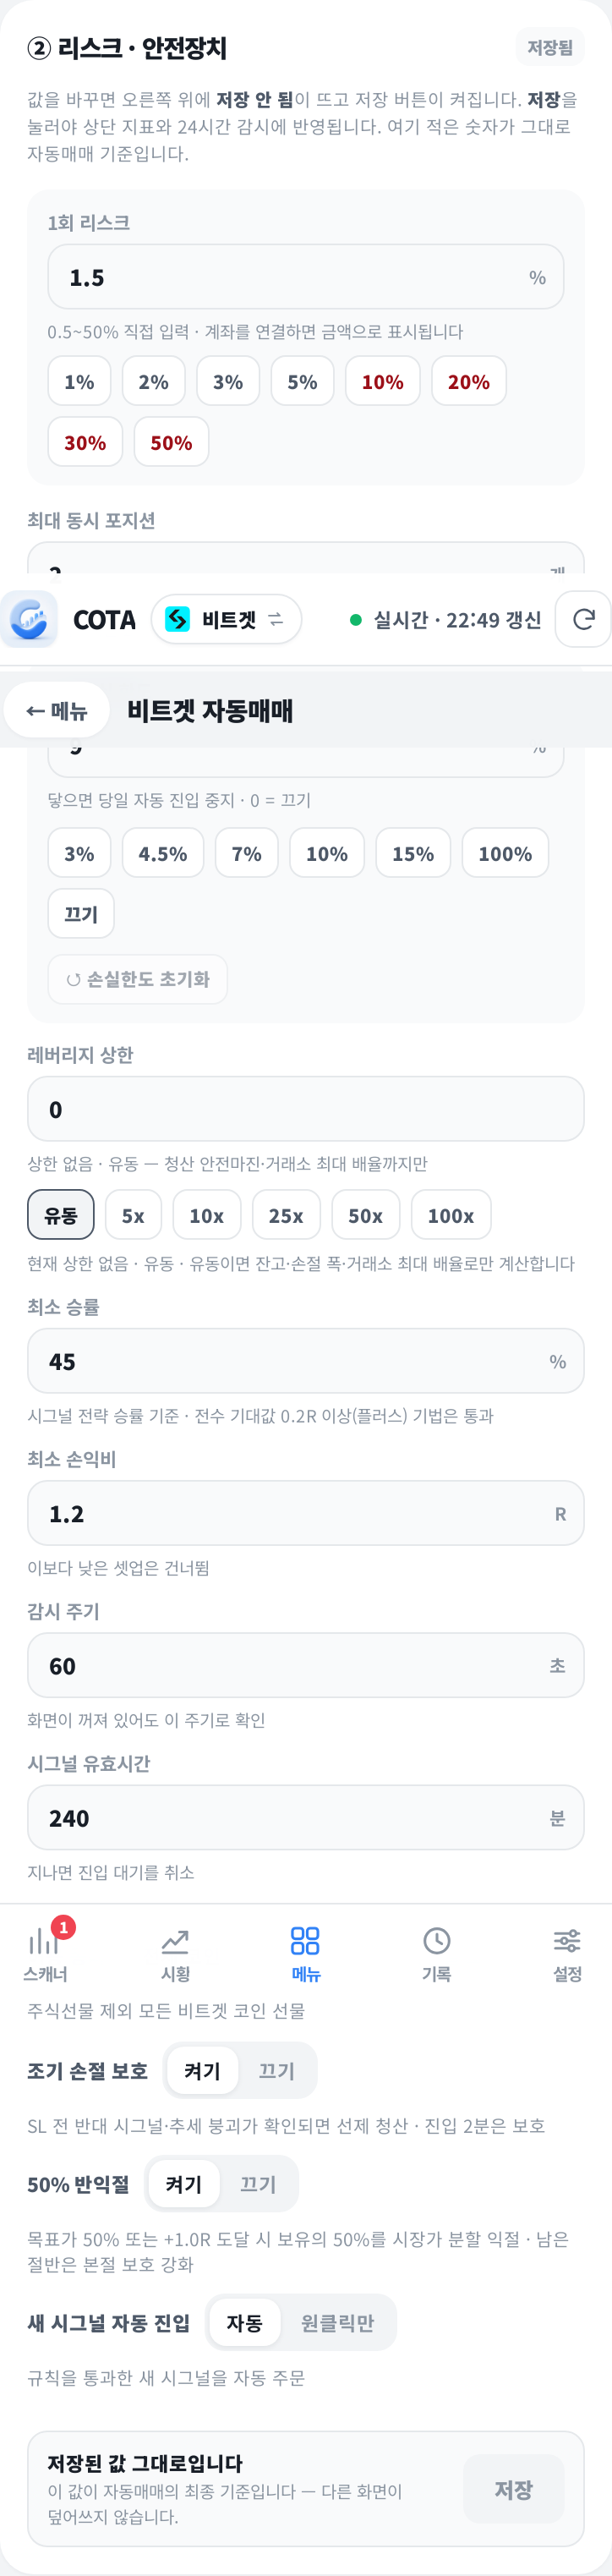 ② 리스크 · 안전장치
저장됨
값을 바꾸면 오른쪽 위에 저장 안 됨이 뜨고 저장 버튼이 켜집니다. 저장을
눌러야 상단 지표와 24시간 감시에 반영됩니다. 여기 적은 숫자가 그대로
자동매매 기준입니다.
1회 리스크
1.5 %
0.5~50% 직접 입력 · 계좌를 연결하면 금액으로 표시됩니다
1% 2% 3% 5% 10% 20%
30% 50%
최대 동시 포지션
COTA 비트겟 ⇌ 실시간 · 22:49 갱신
← 메뉴 비트겟 자동매매
닿으면 당일 자동 진입 중지 · 0 = 끄기
3% 4.5% 7% 10% 15% 100%
끄기
손실한도 초기화
레버리지 상한
0
상한 없음 · 유동 — 청산 안전마진·거래소 최대 배율까지만
유동 5x 10x 25x 50x 100x
현재 상한 없음 · 유동 · 유동이면 잔고·손절 폭·거래소 최대 배율로만 계산합니다
최소 승률
45 %
시그널 전략 승률 기준 · 전수 기대값 0.2R 이상(플러스) 기법은 통과
최소 손익비
1.2 R
이보다 낮은 셋업은 건너뜀
감시 주기
60 초
화면이 꺼져 있어도 이 주기로 확인
시그널 유효시간
240 분
지나면 진입 대기를 취소
1
스캐너 시황 메뉴 기록 설정
주식선물 제외 모든 비트겟 코인 선물
조기 손절 보호 켜기 끄기
SL 전 반대 시그널·추세 붕괴가 확인되면 선제 청산 · 진입 2분은 보호
50% 반익절 켜기 끄기
목표가 50% 또는 +1.0R 도달 시 보유의 50%를 시장가 분할 익절 · 남은
절반은 본절 보호 강화
새 시그널 자동 진입 자동 원클릭만
규칙을 통과한 새 시그널을 자동 주문
저장된 값 그대로입니다
이 값이 자동매매의 최종 기준입니다 — 다른 화면이
덮어쓰지 않습니다.
저장